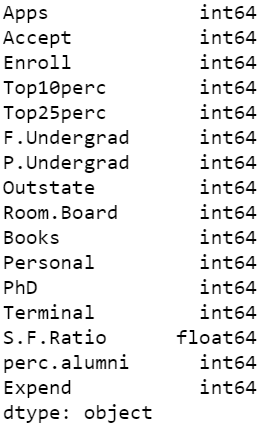 Apps int64
Accept int64
Enroll int64
Top10perc int64
Top25perc int64
F.Undergrad int64
P.Undergrad int64
Outstate int64
Room.Board int64
Books int64
Personal int64
PhD int64
Terminal int64
S.F.Ratio float64
perc.alumni int64
Expend int64
dtype: object